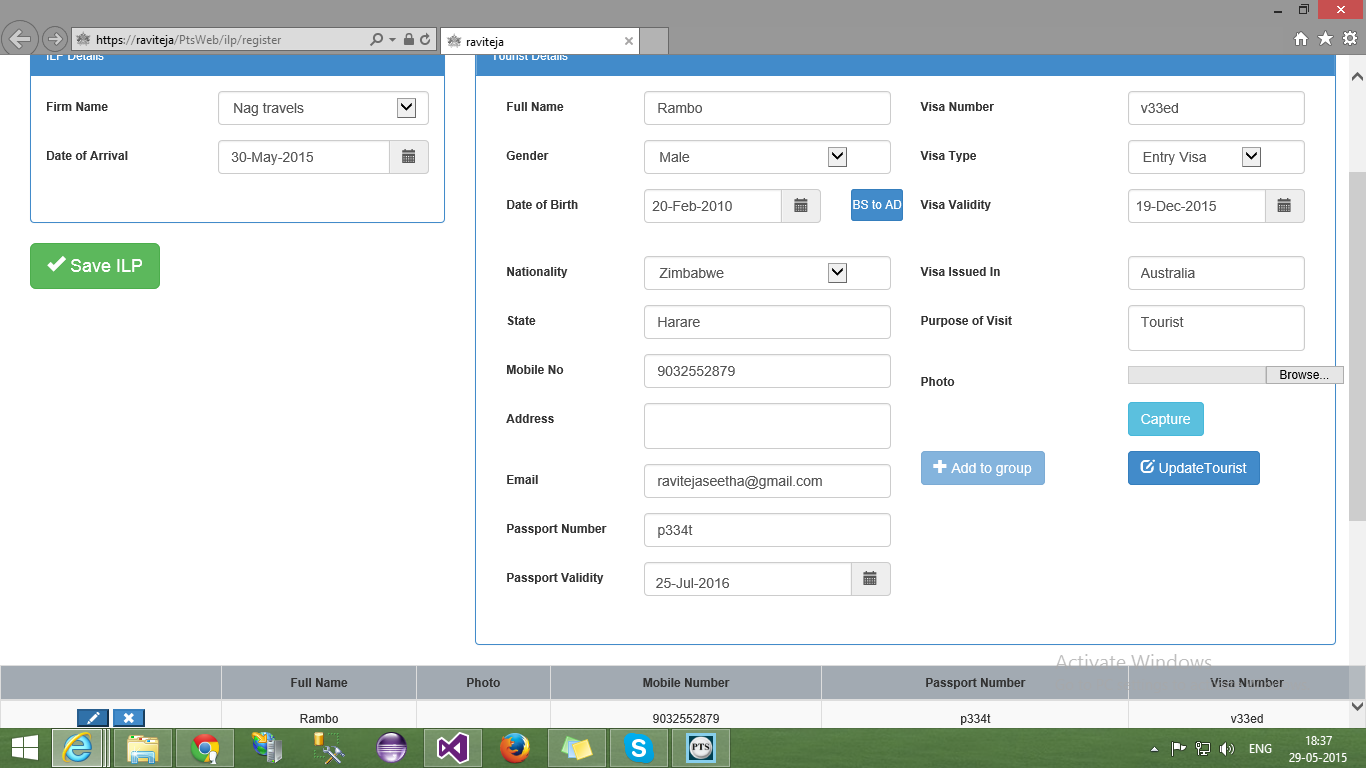 https://raviteja/PtsWeb/ilp/register
raviteja
ILP Details
Tourist Details
Firm Name
Nag travels
Date of Arrival
30-May-2015
Save ILP
Full Name
Rambo
Visa Number
v33ed
Gender
Male
Visa Type
Entry Visa
Date of Birth
20-Feb-2010
BS to AD
Visa Validity
19-Dec-2015
Nationality
Zimbabwe
Visa Issued In
Australia
State
Harare
Purpose of Visit
Tourist
Mobile No
9032552879
Photo
Browse...
Capture
Address
Add to group
UpdateTourist
Email
ravitejaseetha@gmail.com
Passport Number
p334t
Passport Validity
25-Jul-2016
Activate Windows
Full Name Photo Mobile Number Passport Number Visa Number
Rambo 9032552879 p334t v33ed
PTS
ENG
18:37
29-05-2015